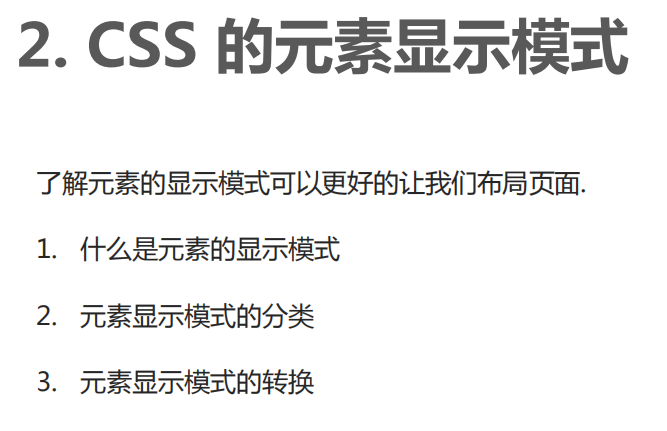 2. CSS 的元素显示模式
了解元素的显示模式可以更好的让我们布局页面.
1. 什么是元素的显示模式
2. 元素显示模式的分类
3. 元素显示模式的转换